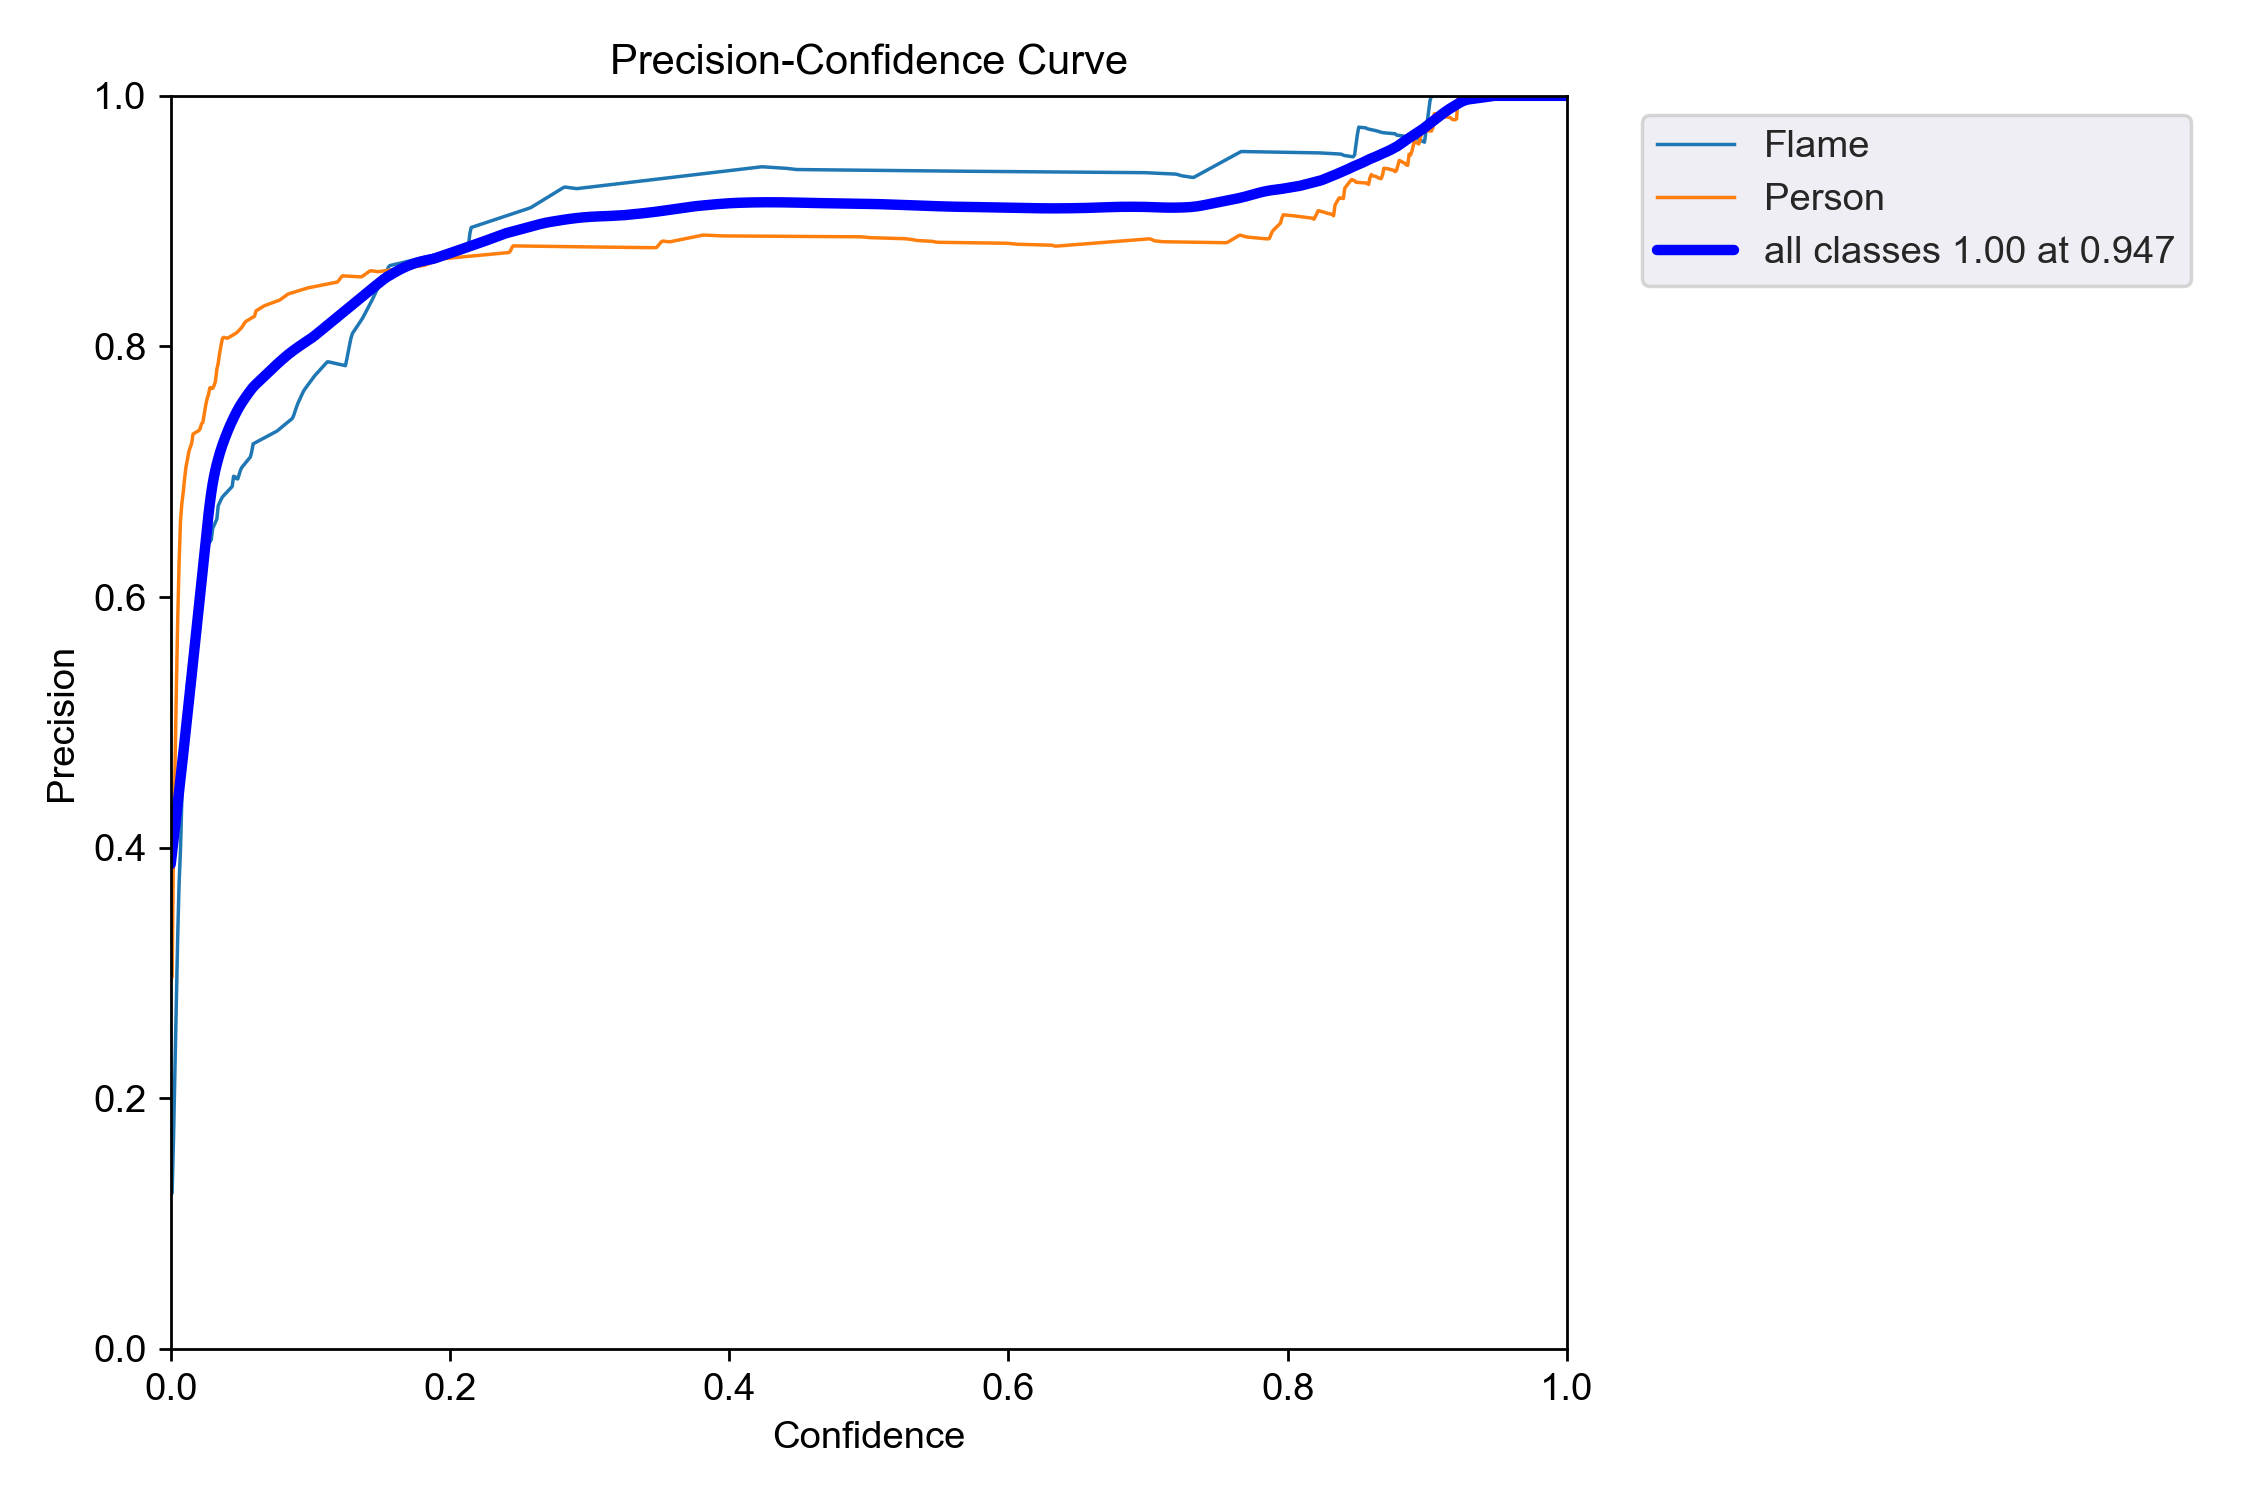 Precision-Confidence Curve
1.0
0.8
0.6
0.4
0.2
0.0
Precision
0.0 0.2 0.4 0.6 0.8 1.0
Confidence
Flame
Person
all classes 1.00 at 0.947